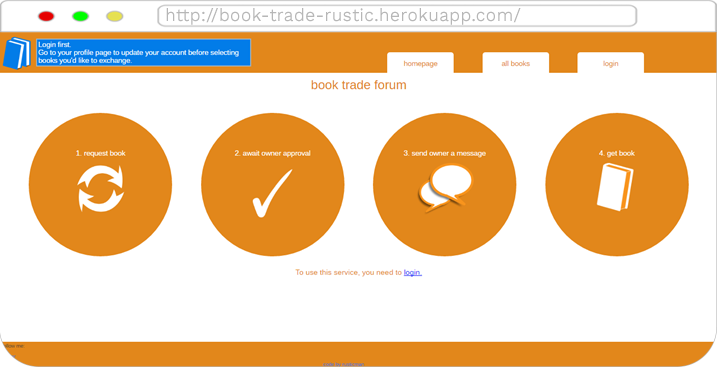 http://book-trade-rustic.herokuapp.com/
Login first.
Go to your profile page to update your account before selecting
books you'd like to exchange.
homepage
all books
login
book trade forum
1. request book
2. await owner approval
3. send owner a message
4. get book
To use this service, you need to login.